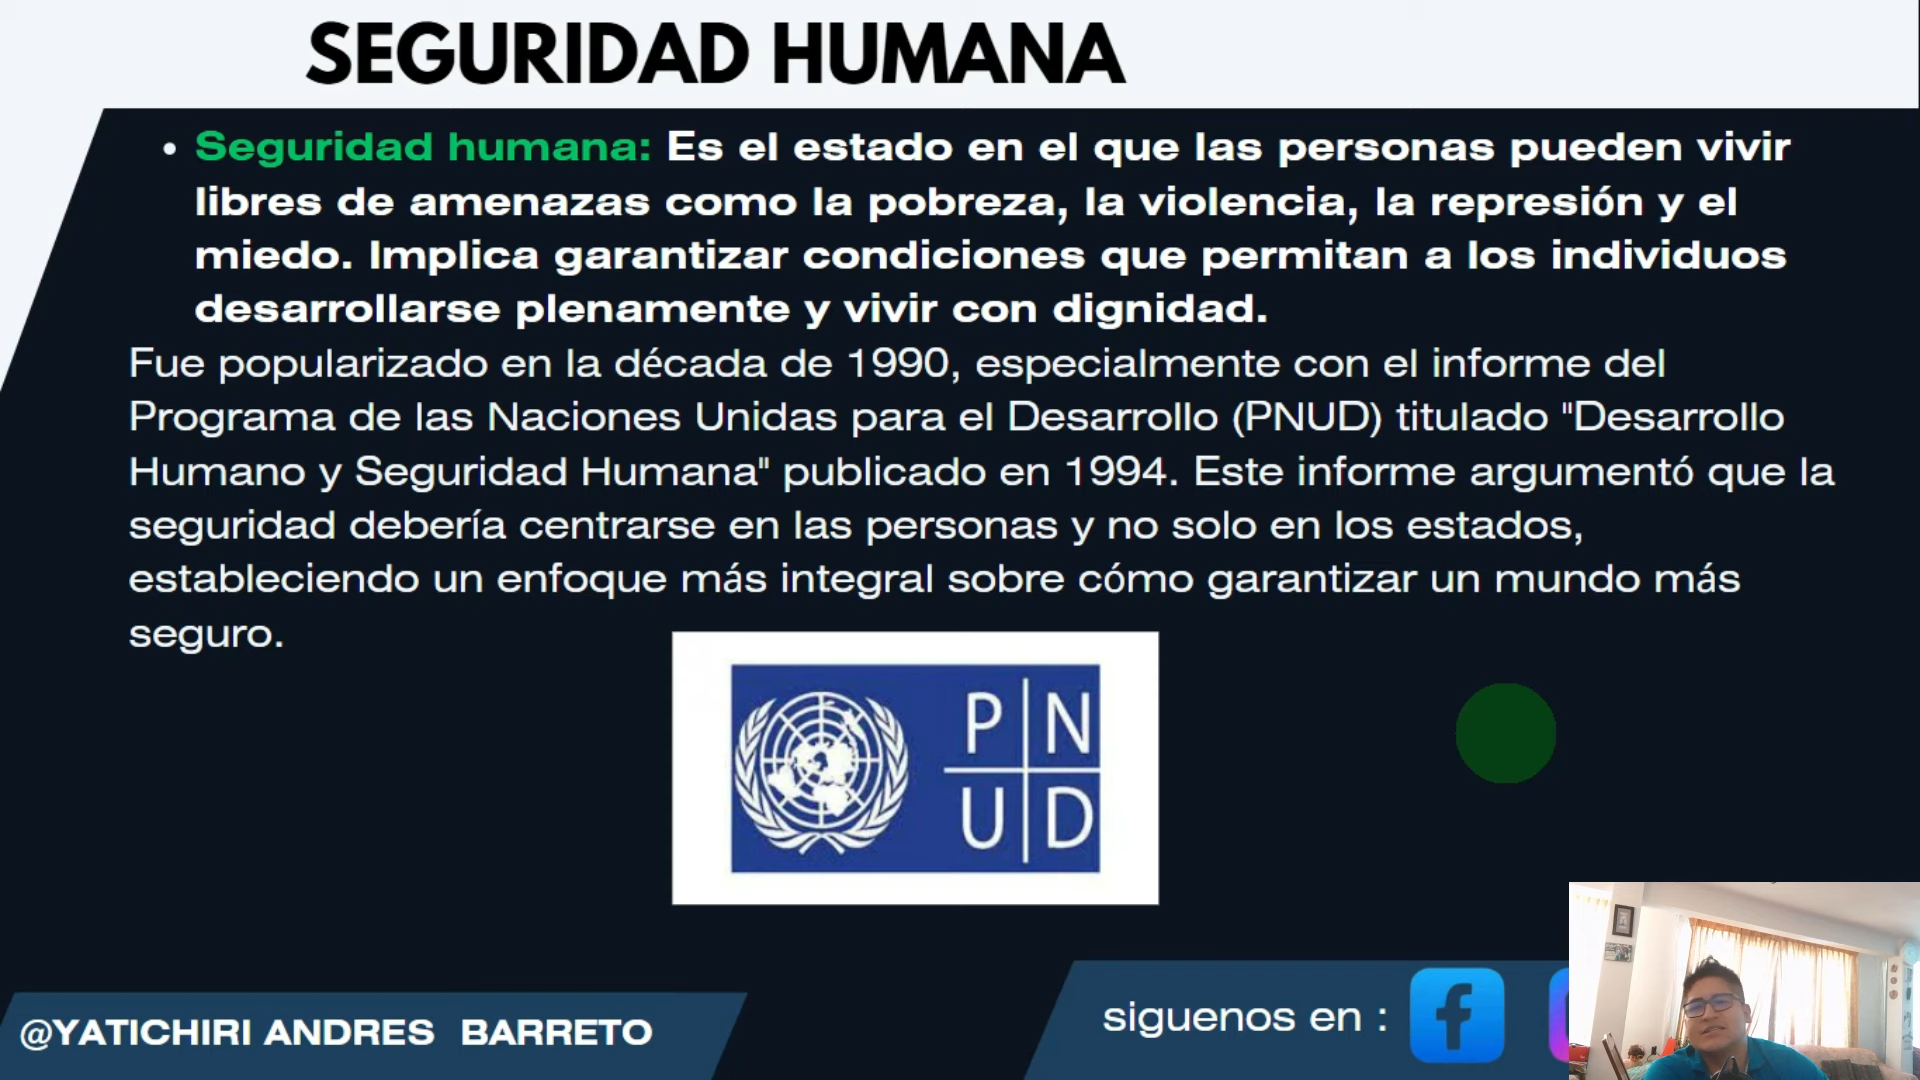 SEGURIDAD HUMANA
• Seguridad humana: Es el estado en el que las personas pueden vivir
libres de amenazas como la pobreza, la violencia, la represión y el
miedo. Implica garantizar condiciones que permitan a los individuos
desarrollarse plenamente y vivir con dignidad.
Fue popularizado en la década de 1990, especialmente con el informe del
Programa de las Naciones Unidas para el Desarrollo (PNUD) titulado "Desarrollo
Humano y Seguridad Humana" publicado en 1994. Este informe argumentó que la
seguridad debería centrarse en las personas y no solo en los estados,
estableciendo un enfoque más integral sobre cómo garantizar un mundo más
seguro.
P N
U D
@YATICHIRI ANDRES BARRETO
siguenos en :